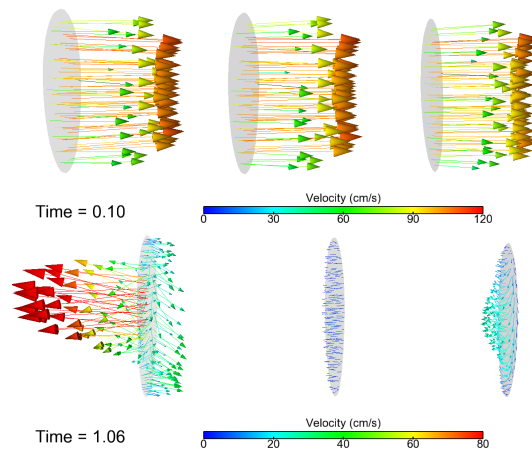 Time = 0.10
Velocity (cm/s)
0 30 60 90 120
Time = 1.06
Velocity (cm/s)
0 20 40 60 80